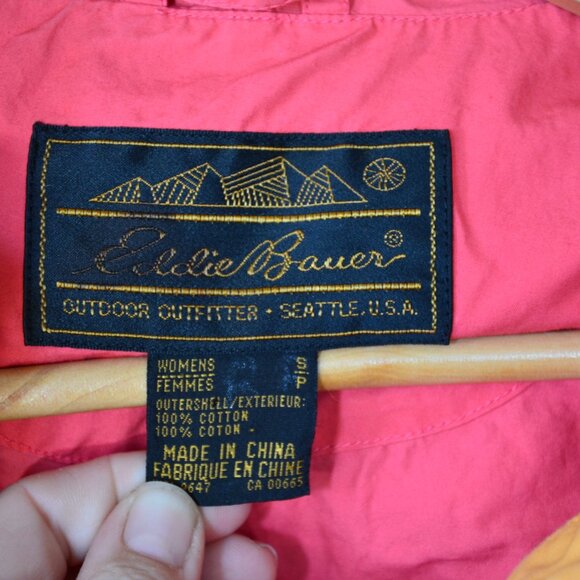 Eddie Bauer®
OUTDOOR OUTFITTER • SEATTLE, U.S.A.
WOMENS S
FEMMES P
OUTERSHELL/EXTERIEUR:
100% COTTON
100% COTON -
MADE IN CHINA
FABRIQUE EN CHINE
CA 00665